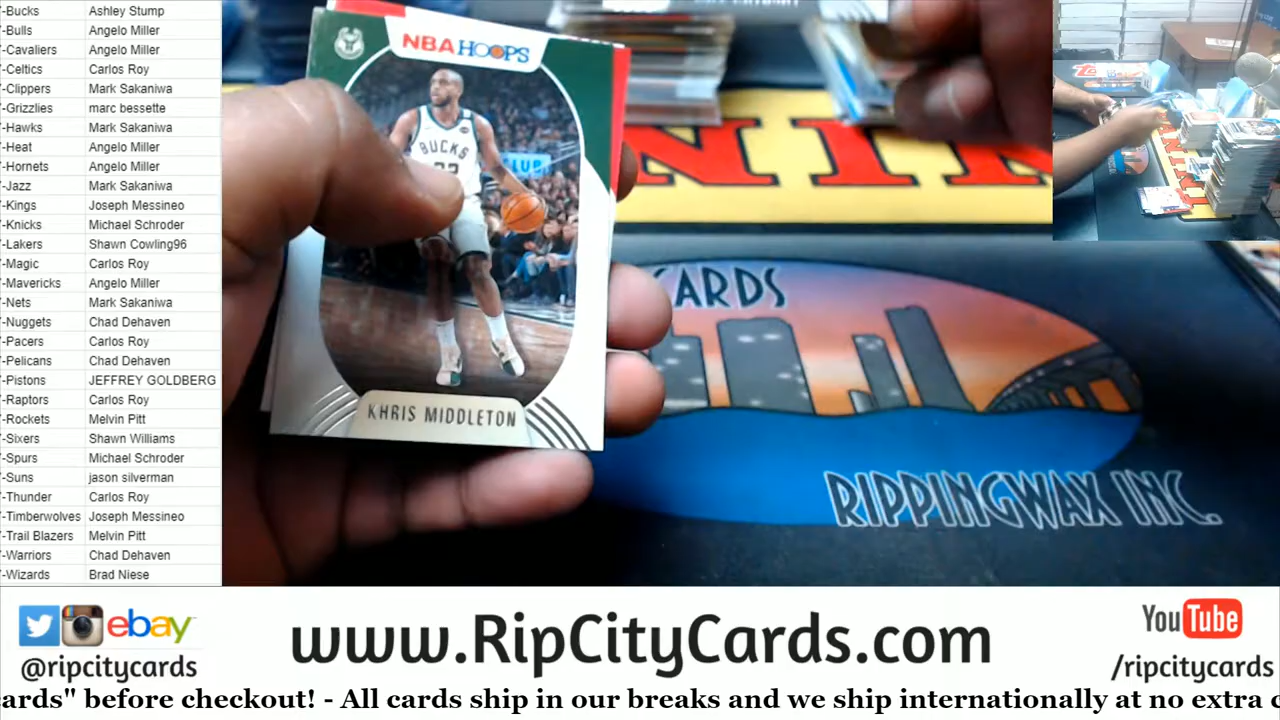 -Bucks Ashley Stump
-Bulls Angelo Miller
-Cavaliers Angelo Miller
-Celtics Carlos Roy
-Clippers Mark Sakaniwa
-Grizzlies marc bessette
-Hawks Mark Sakaniwa
-Heat Angelo Miller
-Hornets Angelo Miller
-Jazz Mark Sakaniwa
-Kings Joseph Messineo
-Knicks Michael Schroder
-Lakers Shawn Cowling96
-Magic Carlos Roy
-Mavericks Angelo Miller
-Nets Mark Sakaniwa
-Nuggets Chad Dehaven
-Pacers Carlos Roy
-Pelicans Chad Dehaven
-Pistons JEFFREY GOLDBERG
-Raptors Carlos Roy
-Rockets Melvin Pitt
-Sixers Shawn Williams
-Spurs Michael Schroder
-Suns jason silverman
-Thunder Carlos Roy
-Timberwolves Joseph Messineo
-Trail Blazers Melvin Pitt
-Warriors Chad Dehaven
-Wizards Brad Niese
NBA HOOPS
BUCKS
CLUB
KHRIS MIDDLETON
CARDS
RIPPINGWAX INC.
ebay
@ripcitycards
www.RipCityCards.com
YouTube
/ripcitycards
cards" before checkout! - All cards ship in our breaks and we ship internationally at no extra